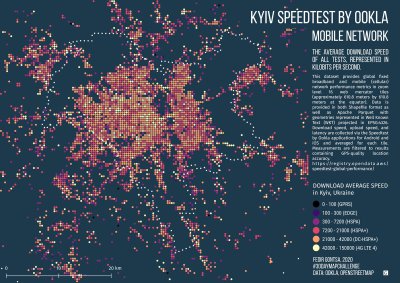 KYIV SPEEDTEST BY OOKLA
MOBILE NETWORK
THE AVERAGE DOWNLOAD SPEED
OF ALL TESTS, REPRESENTED IN
KILOBITS PER SECOND.
This dataset provides global fixed
broadband and mobile (cellular)
network performance metrics in zoom
level 16 web mercator tiles
(approximately 610.8 meters by 610.8
meters at the equator). Data is
provided in both Shapefile format as
well as Apache Parquet with
geometries represented in Well Known
Text (WKT) projected in EPSG:4326.
Download speed, upload speed, and
latency are collected via the Speedtest
by Ookla applications for Android and
iOS and averaged for each tile.
Measurements are filtered to results
containing GPS-quality location
accuracy.
https://registry.opendata.aws/
speedtest-global-performance/
DOWNLOAD AVERAGE SPEED
in Kyiv, Ukraine
0 - 100 (GPRS)
100 - 300 (EDGE)
300 - 7200 (HSPA)
7200 - 21000 (HSPA+)
21000 - 42000 (DC-HSPA+)
42000 - 150000 (4G LTE 4)
FEDIR GONTSA, 2020
#30DAYMAPCHALLENGE
DATA: OOKLA, OPENSTREETMAP
0 10 20 km